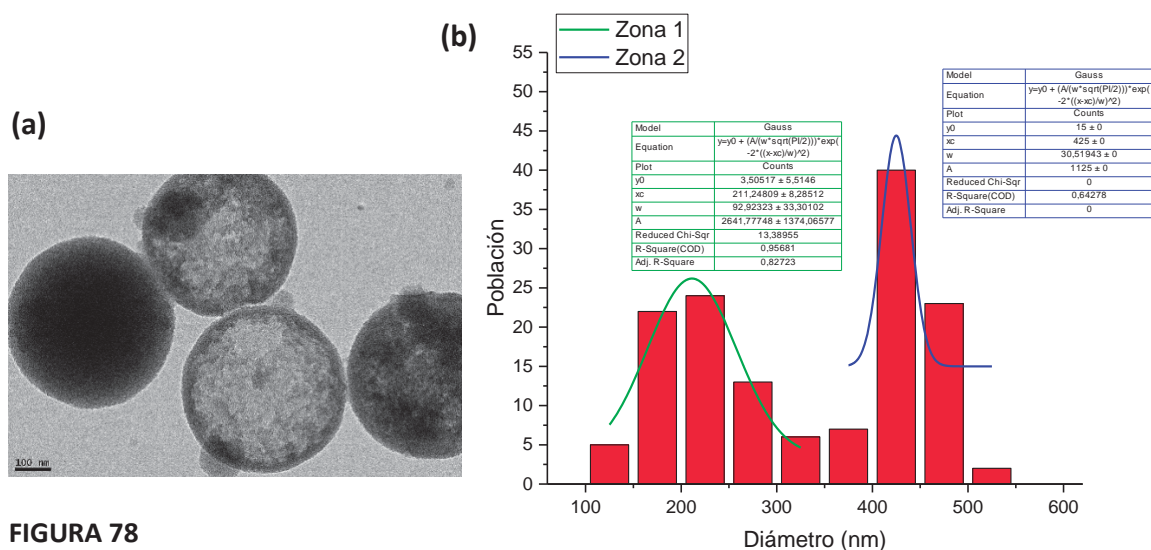 (a)
100 nm
(b)
Zona 1
Zona 2
Población
55
50
45
40
35
30
25
20
15
10
5
0
Model Gauss
Equation y=y0 + (A/(w*sqrt(PI/2)))*exp(
-2*((x-xc)/w)^2)
Plot Counts
y0 3,50517 ± 5,5146
xc 211,24809 ± 8,28512
w 92,92323 ± 33,30102
A 2641,77748 ± 1374,06577
Reduced Chi-Sqr 13,38955
R-Square(COD) 0,95681
Adj. R-Square 0,82723
Model Gauss
Equation y=y0 + (A/(w*sqrt(PI/2)))*exp(
-2*((x-xc)/w)^2)
Plot Counts
y0 15 ± 0
xc 425 ± 0
w 30,51943 ± 0
A 1125 ± 0
Reduced Chi-Sqr 0
R-Square(COD) 0,64278
Adj. R-Square 0
100 200 300 400 500 600
Diámetro (nm)
FIGURA 78